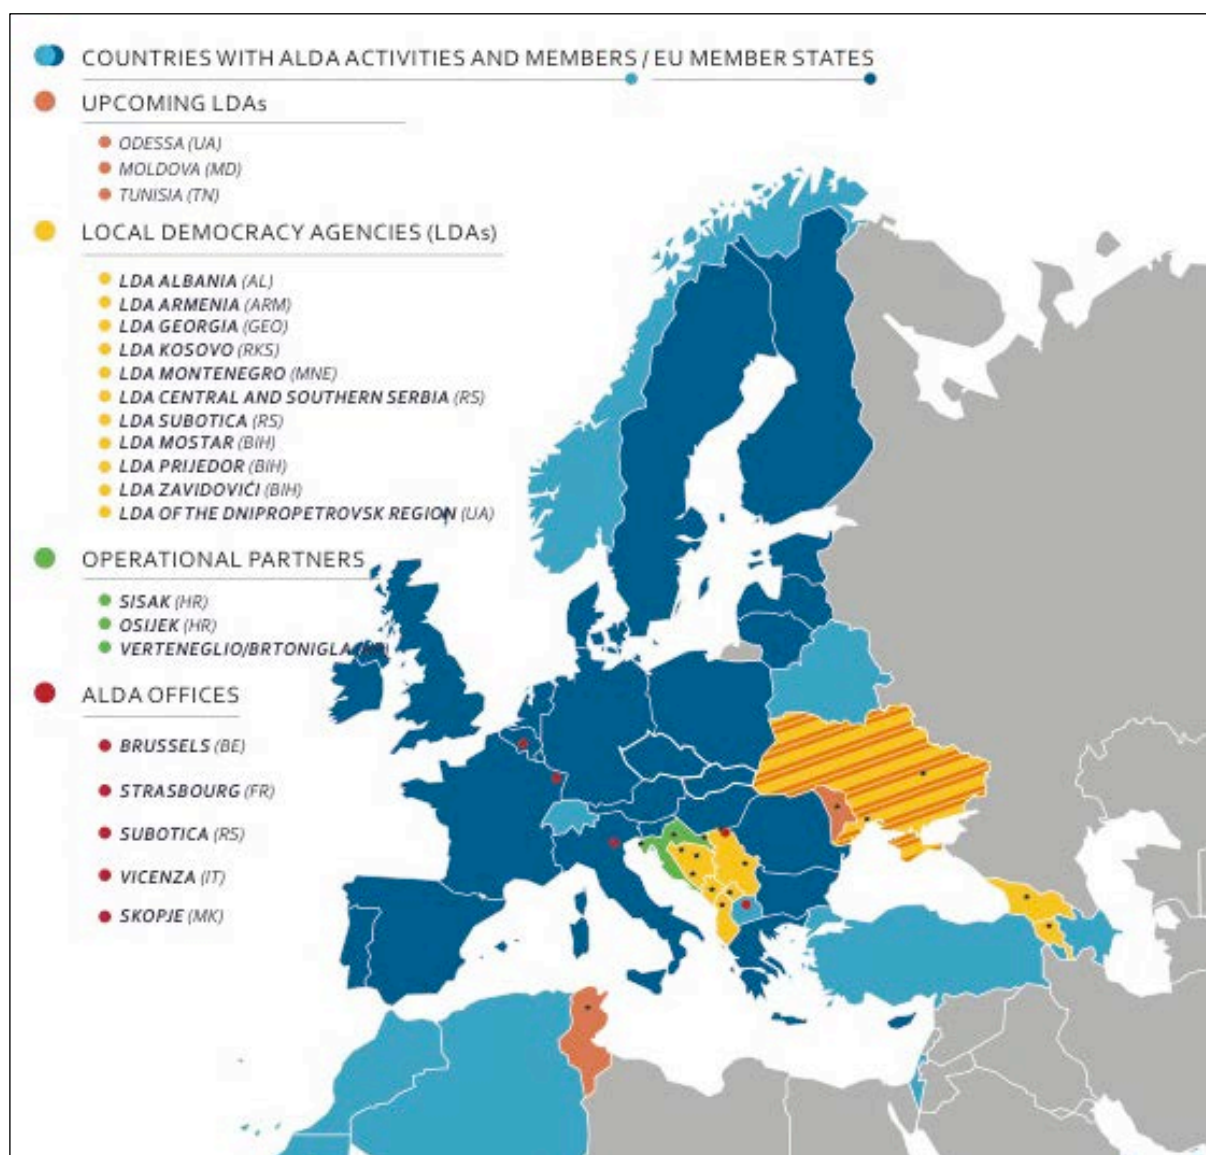 COUNTRIES WITH ALDA ACTIVITIES AND MEMBERS / EU MEMBER STATES
UPCOMING LDAs
ODESSA (UA)
MOLDOVA (MD)
TUNISIA (TN)
LOCAL DEMOCRACY AGENCIES (LDAs)
LDA ALBANIA (AL)
LDA ARMENIA (ARM)
LDA GEORGIA (GEO)
LDA KOSOVO (RKS)
LDA MONTENEGRO (MNE)
LDA CENTRAL AND SOUTHERN SERBIA (RS)
LDA SUBOTICA (RS)
LDA MOSTAR (BIH)
LDA PRIJEDOR (BIH)
LDA ZAVIDOVIĆI (BIH)
LDA OF THE DNIPROPETROVSK REGION (UA)
OPERATIONAL PARTNERS
SISAK (HR)
OSIJEK (HR)
VERTENEGLIO/BRTONIGLA
ALDA OFFICES
BRUSSELS (BE)
STRASBOURG (FR)
SUBOTICA (RS)
VICENZA (IT)
SKOPJE (MK)